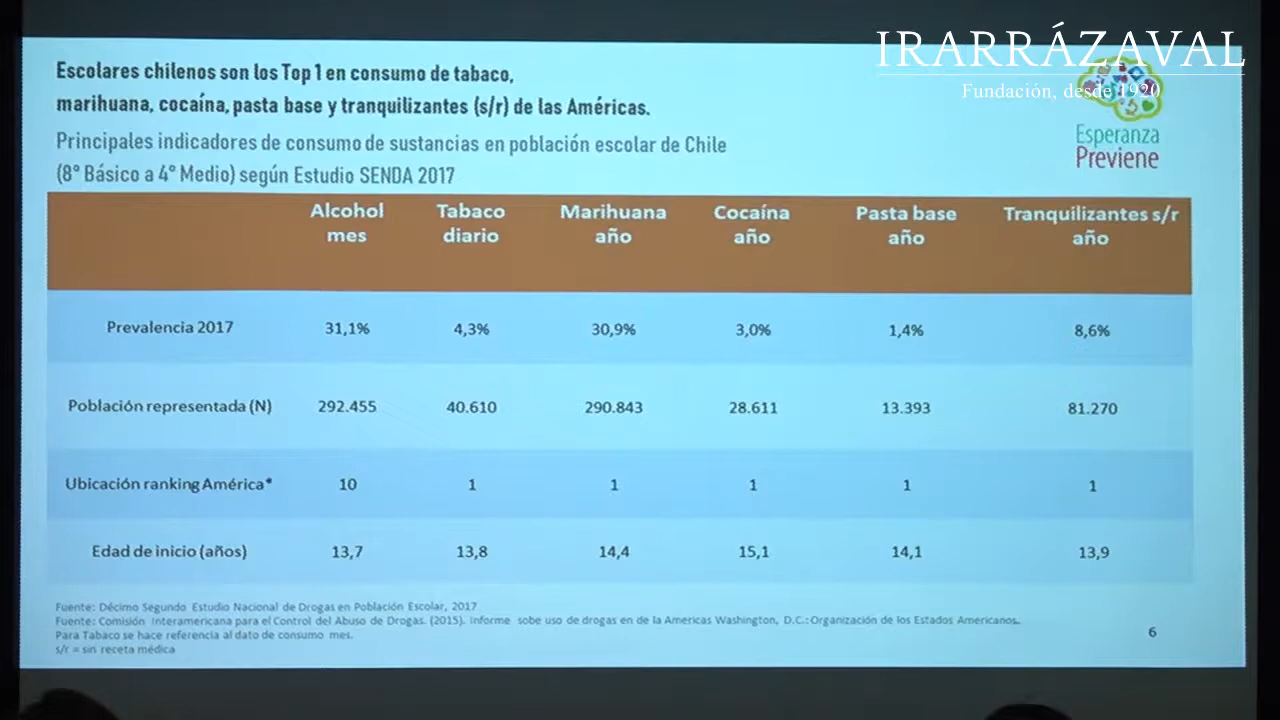 IRARRÁZAVAL
Fundación, desde 1920
Escolares chilenos son los Top 1 en consumo de tabaco,
marihuana, cocaína, pasta base y tranquilizantes (s/r) de las Américas.
Principales indicadores de consumo de sustancias en población escolar de Chile
(8° Básico a 4° Medio) según Estudio SENDA 2017
Esperanza
Previene
Alcohol mes Tabaco diario Marihuana año Cocaína año Pasta base año Tranquilizantes s/r año
Prevalencia 2017 31,1% 4,3% 30,9% 3,0% 1,4% 8,6%
Población representada (N) 292.455 40.610 290.843 28.611 13.393 81.270
Ubicación ranking América* 10 1 1 1 1 1
Edad de inicio (años) 13,7 13,8 14,4 15,1 14,1 13,9
Fuente: Décimo Segundo Estudio Nacional de Drogas en Población Escolar, 2017
Fuente: Comisión Interamericana para el Control del Abuso de Drogas. (2015). Informe sobe uso de drogas en de la Americas Washington, D.C.: Organización de los Estados Americanos.
Para Tabaco se hace referencia al dato de consumo mes.
s/r = sin receta médica
6